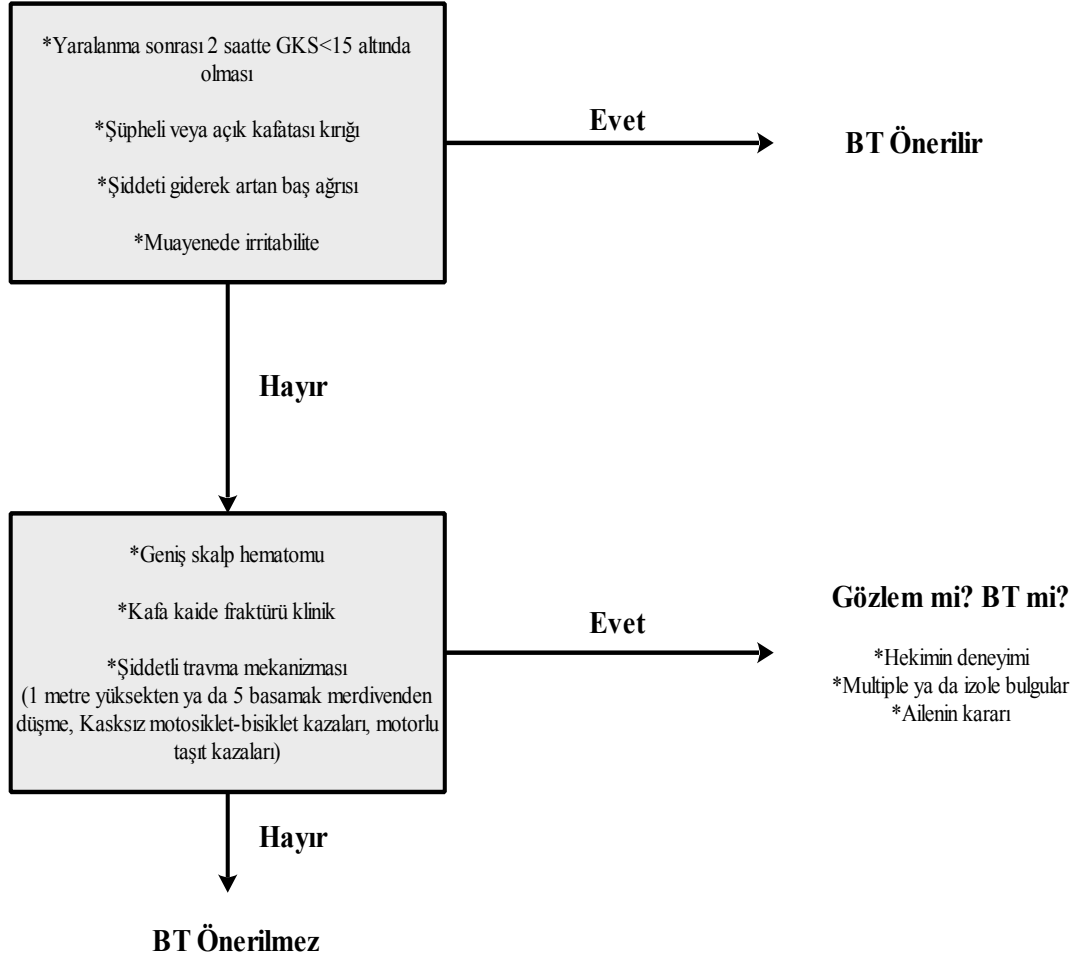 *Yaralanma sonrası 2 saatte GKS<15 altında
olması
*Şüpheli veya açık kafatası kırığı
*Şiddeti giderek artan baş ağrısı
*Muayenede irritabilite
Evet
BT Önerilir
Hayır
*Geniş skalp hematomu
*Kafa kaide fraktürü klinik
*Şiddetli travma mekanizması
(1 metre yüksekten ya da 5 basamak merdivenden
düşme, Kasksız motosiklet-bisiklet kazaları, motorlu
taşıt kazaları)
Evet
Gözlem mi? BT mi?
*Hekimin deneyimi
*Multiple ya da izole bulgular
*Ailenin kararı
Hayır
BT Önerilmez